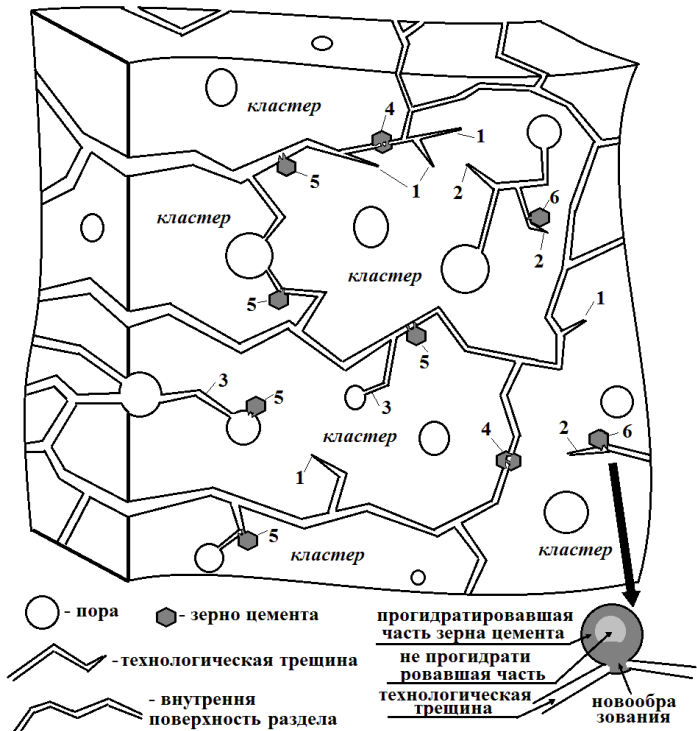 кластер
4
1
5
1
2
6
кластер
кластер
2
5
1
5
3
5
3
кластер
4
2
6
1
5
кластер
кластер
- пора
- зерно цемента
- технологическая трещина
- внутрення
поверхность раздела
прогидратировавшая
часть зерна цемента
не прогидрати
ровавшая часть
технологическая
трещина
новообра
зования